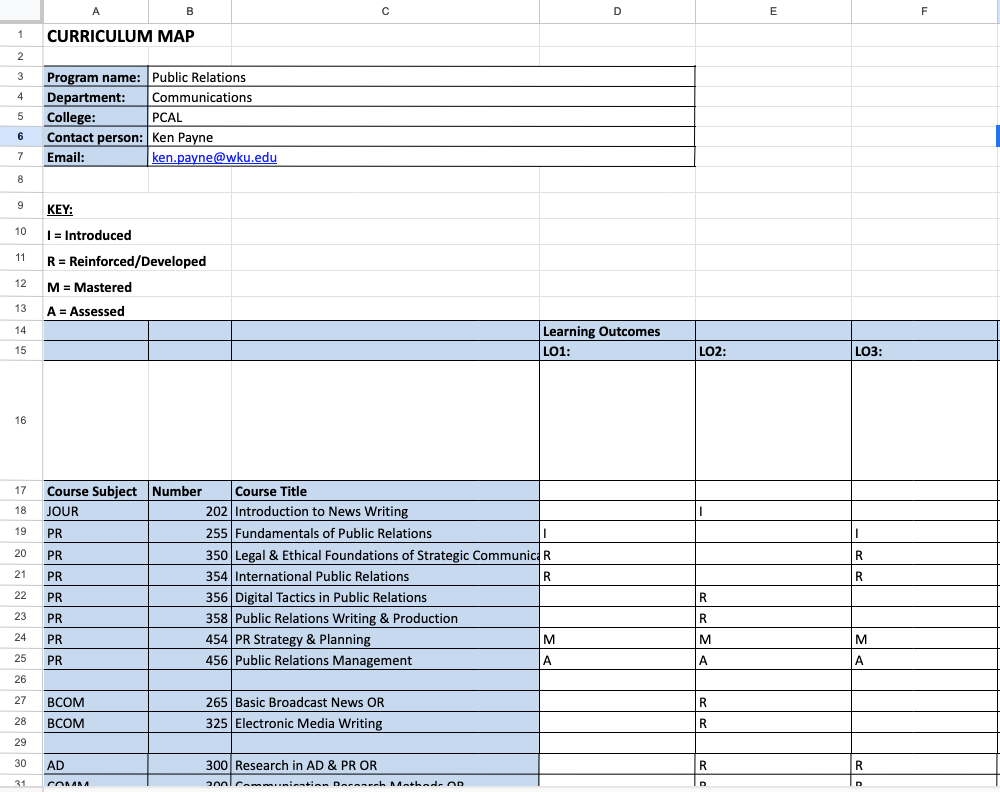 A B C D E F
1 CURRICULUM MAP
2
3 Program name: Public Relations
4 Department: Communications
5 College: PCAL
6 Contact person: Ken Payne
7 Email: ken.payne@wku.edu
8
9 KEY:
10 I = Introduced
11 R = Reinforced/Developed
12 M = Mastered
13 A = Assessed
14 Learning Outcomes
15 LO1: LO2: LO3:
16
17 Course Subject Number Course Title
18 JOUR 202 Introduction to News Writing I
19 PR 255 Fundamentals of Public Relations I I
20 PR 350 Legal & Ethical Foundations of Strategic Communica R R
21 PR 354 International Public Relations R R
22 PR 356 Digital Tactics in Public Relations R
23 PR 358 Public Relations Writing & Production R
24 PR 454 PR Strategy & Planning M M M
25 PR 456 Public Relations Management A A A
26
27 BCOM 265 Basic Broadcast News OR R
28 BCOM 325 Electronic Media Writing R
29
30 AD 300 Research in AD & PR OR R R
31 COMM 300 Communication Research Methods OR R R